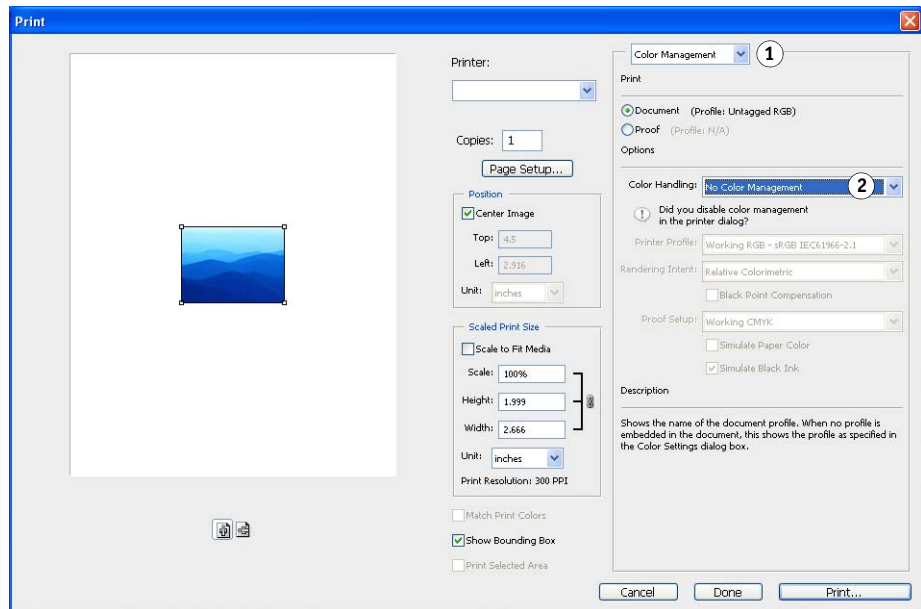 Print
Printer:
Copies: 1
Page Setup...
Position
Center Image
Top: 4.5
Left: 2.916
Unit: inches
Scaled Print Size
Scale to Fit Media
Scale: 100%
Height: 1.999
Width: 2.666
Unit: inches
Print Resolution: 300 PPI
Match Print Colors
Show Bounding Box
Print Selected Area
Color Management 1
Print
Document (Profile: Untagged RGB)
Proof (Profile: N/A)
Options
Color Handling: No Color Management 2
Did you disable color management
in the printer dialog?
Printer Profile: Working RGB - sRGB IEC61966-2.1
Rendering Intent: Relative Colorimetric
Black Point Compensation
Proof Setup: Working CMYK
Simulate Paper Color
Simulate Black Ink
Description
Shows the name of the document profile. When no profile is
embedded in the document, this shows the profile as specified in
the Color Settings dialog box.
Cancel Done Print...